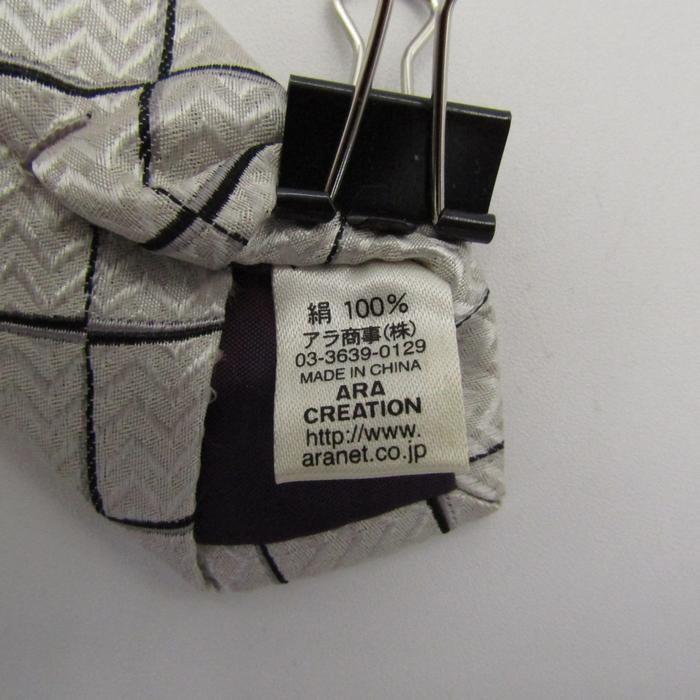 絹 100%
アラ商事(株)
03-3639-0129
MADE IN CHINA
ARA
CREATION
http://www.
aranet.co.jp